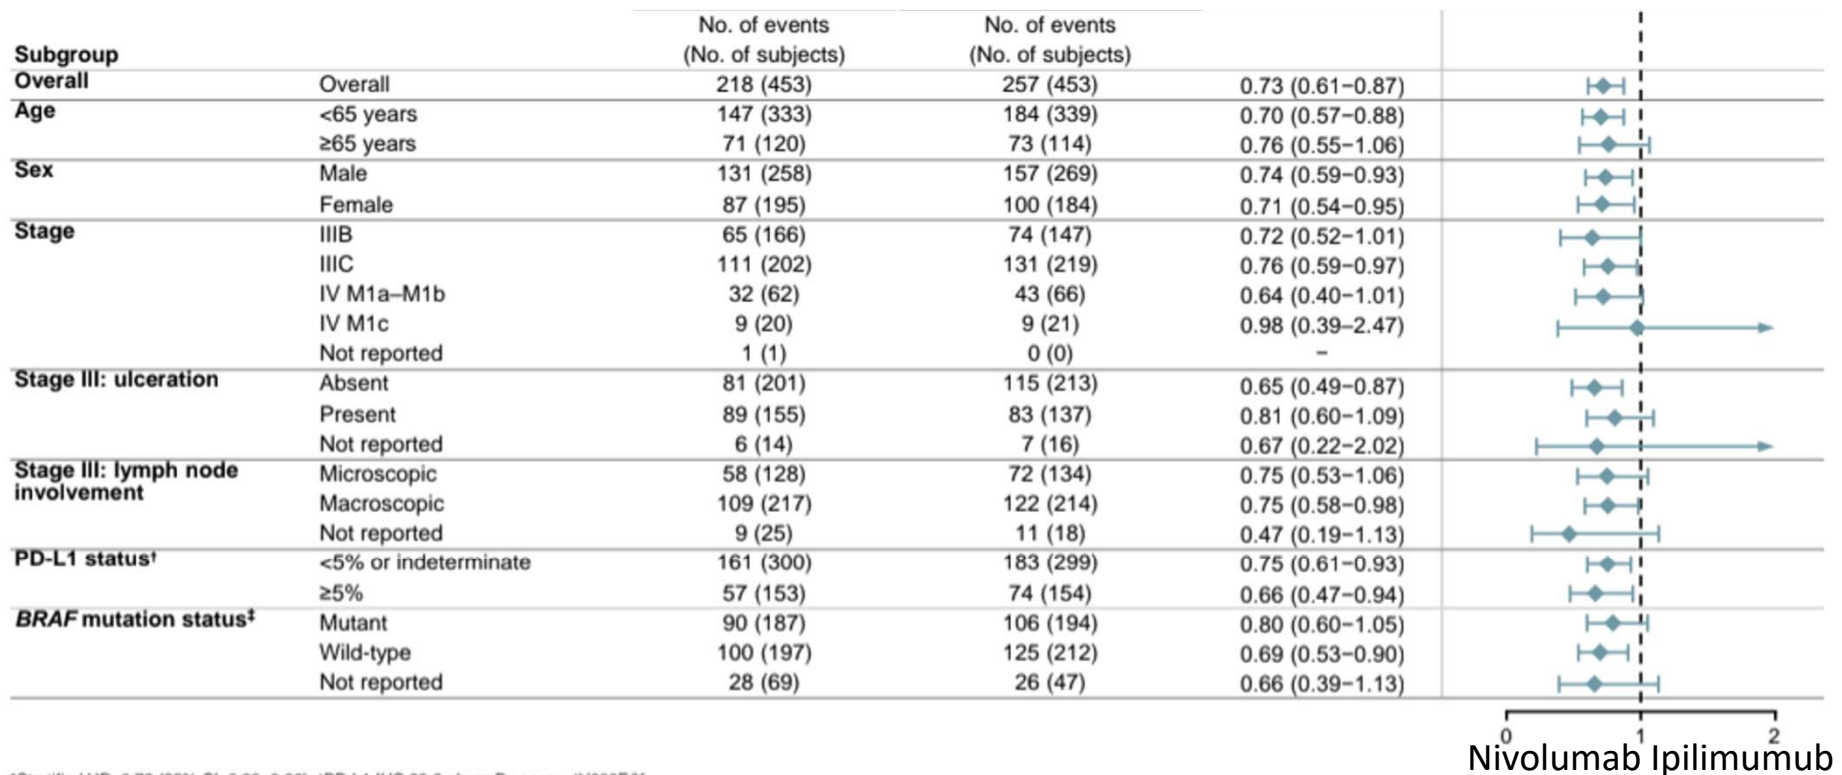 No. of events No. of events
Subgroup (No. of subjects) (No. of subjects)
Overall Overall 218 (453) 257 (453) 0.73 (0.61–0.87)
Age <65 years 147 (333) 184 (339) 0.70 (0.57–0.88)
≥65 years 71 (120) 73 (114) 0.76 (0.55–1.06)
Sex Male 131 (258) 157 (269) 0.74 (0.59–0.93)
Female 87 (195) 100 (184) 0.71 (0.54–0.95)
Stage IIIB 65 (166) 74 (147) 0.72 (0.52–1.01)
IIIC 111 (202) 131 (219) 0.76 (0.59–0.97)
IV M1a–M1b 32 (62) 43 (66) 0.64 (0.40–1.01)
IV M1c 9 (20) 9 (21) 0.98 (0.39–2.47)
Not reported 1 (1) 0 (0) –
Stage III: ulceration Absent 81 (201) 115 (213) 0.65 (0.49–0.87)
Present 89 (155) 83 (137) 0.81 (0.60–1.09)
Not reported 6 (14) 7 (16) 0.67 (0.22–2.02)
Stage III: lymph node Microscopic 58 (128) 72 (134) 0.75 (0.53–1.06)
involvement Macroscopic 109 (217) 122 (214) 0.75 (0.58–0.98)
Not reported 9 (25) 11 (18) 0.47 (0.19–1.13)
PD-L1 status† <5% or indeterminate 161 (300) 183 (299) 0.75 (0.61–0.93)
≥5% 57 (153) 74 (154) 0.66 (0.47–0.94)
BRAF mutation status‡ Mutant 90 (187) 106 (194) 0.80 (0.60–1.05)
Wild-type 100 (197) 125 (212) 0.69 (0.53–0.90)
Not reported 28 (69) 26 (47) 0.66 (0.39–1.13)
0 1 2
Nivolumab Ipilimumub